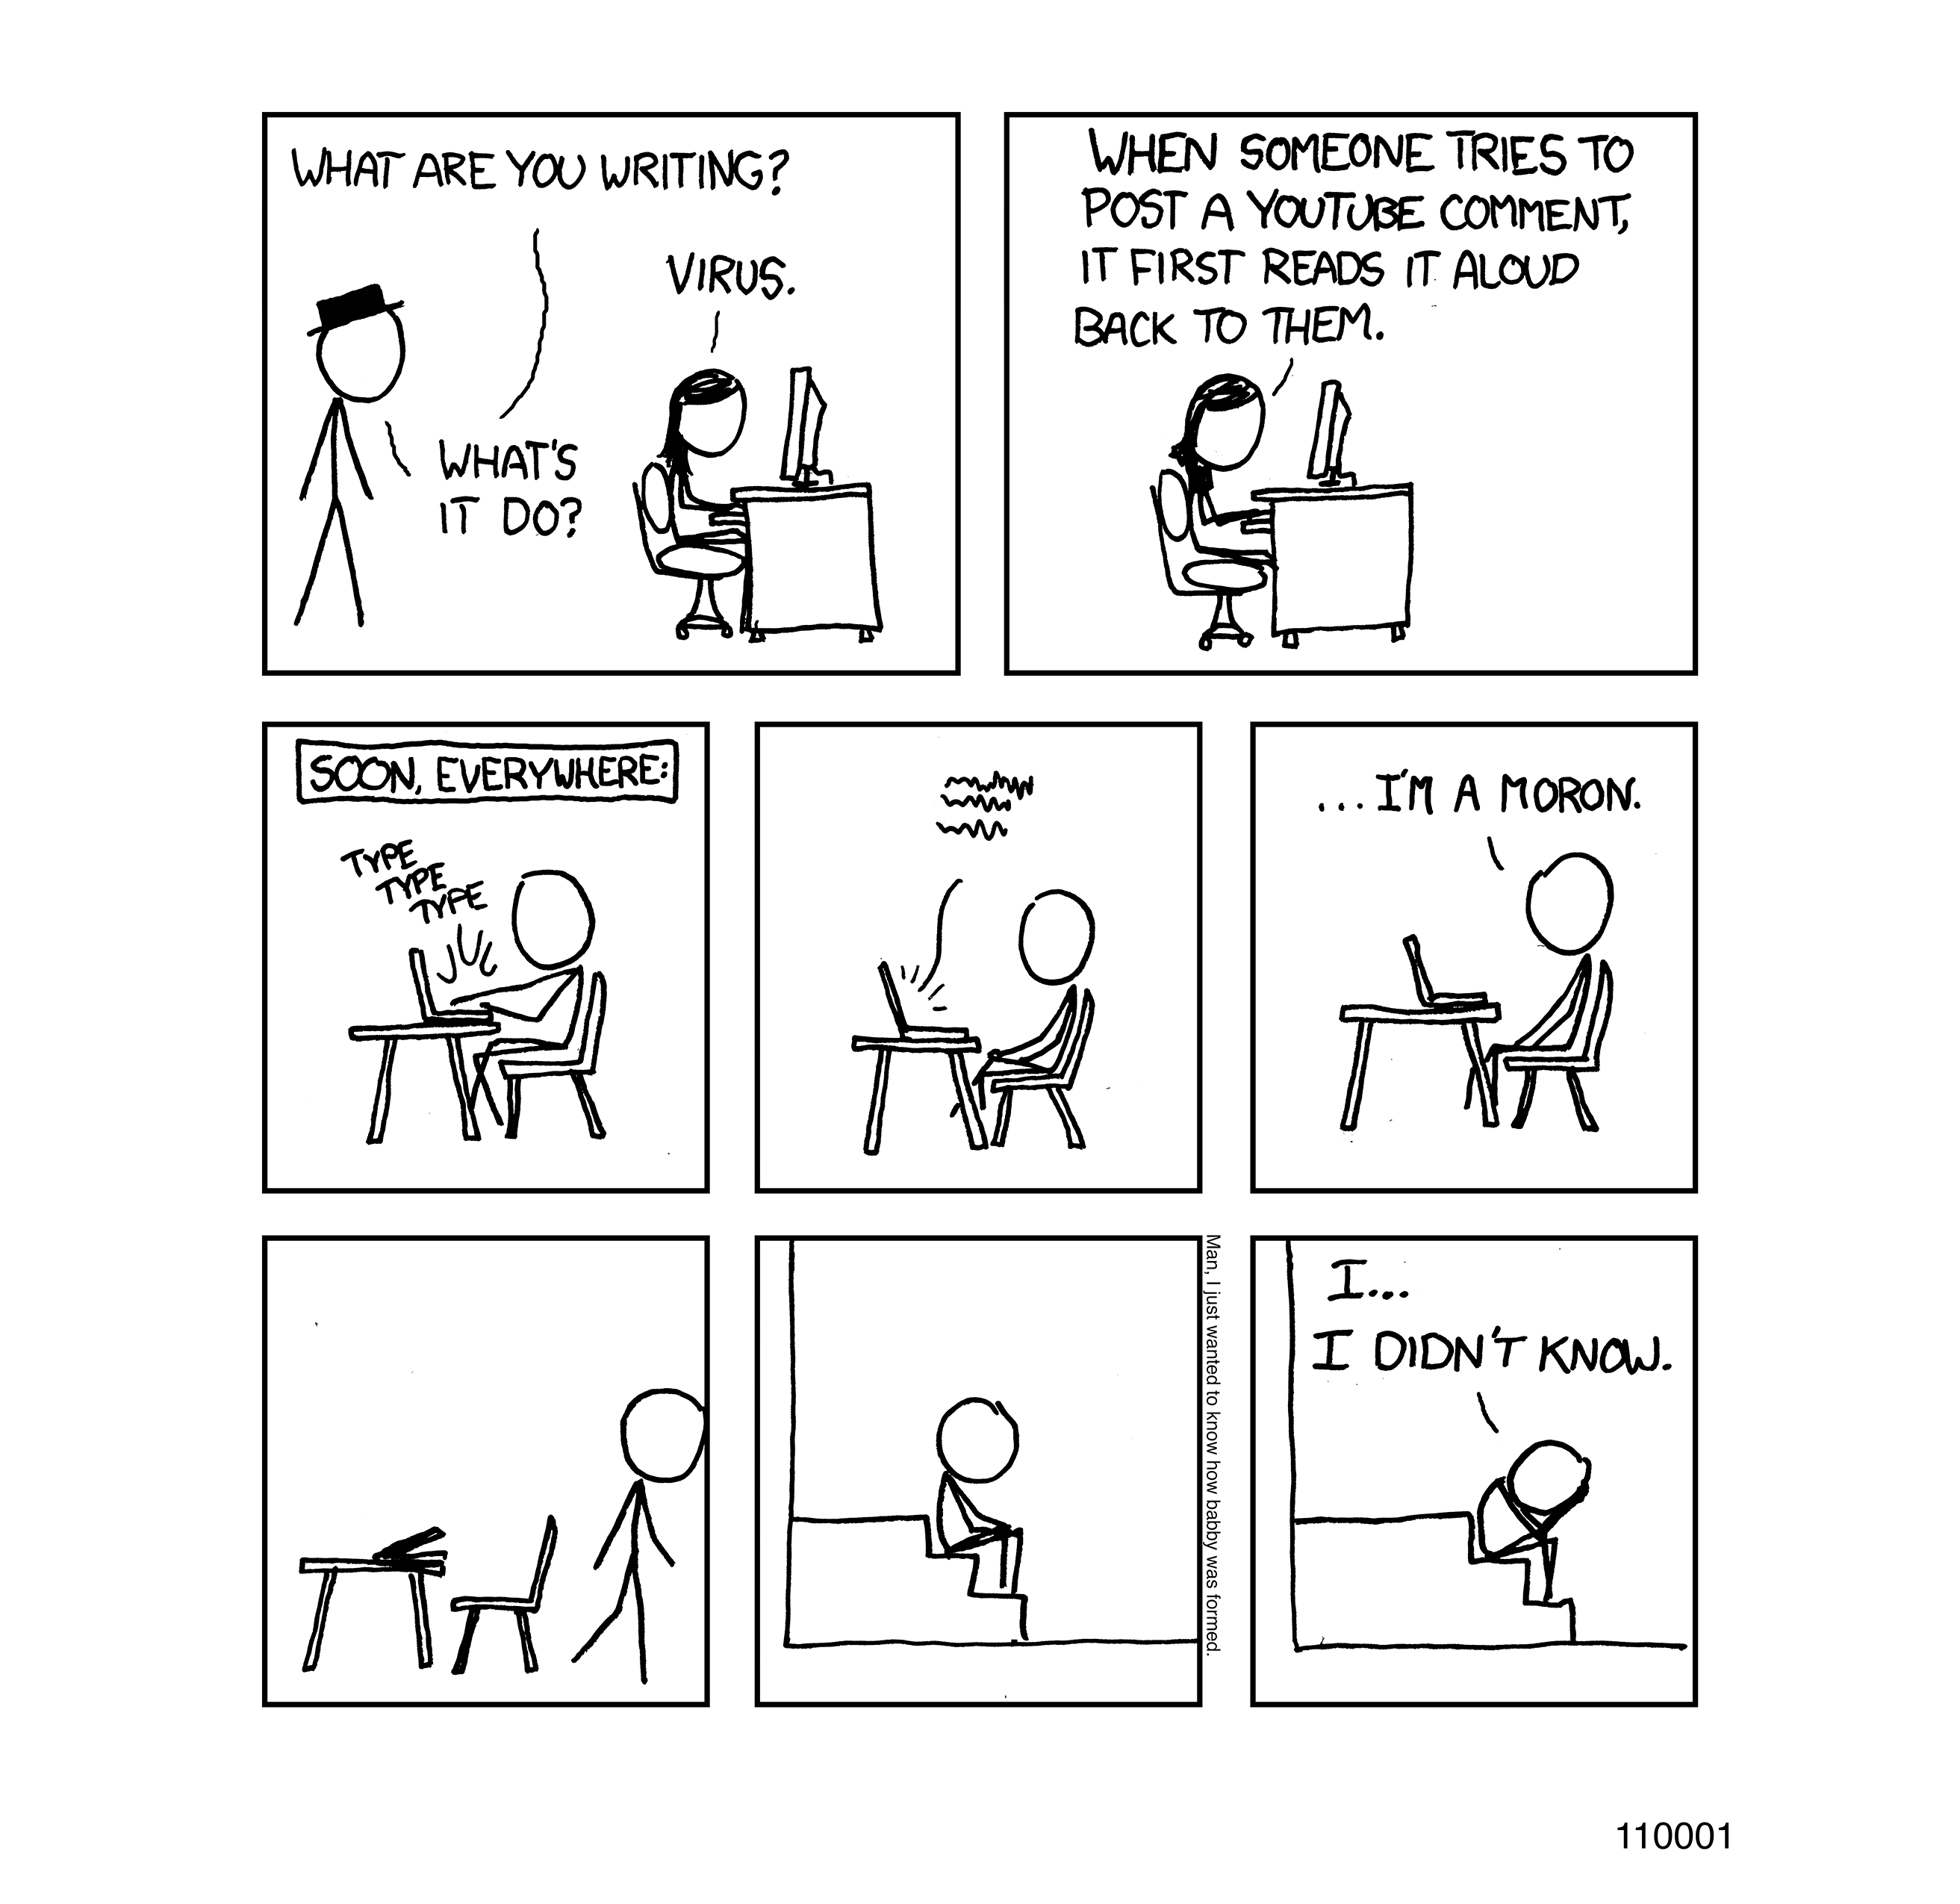 WHAT ARE YOU WRITING?
VIRUS.
WHAT'S
IT DO?
WHEN SOMEONE TRIES TO
POST A YOUTUBE COMMENT,
IT FIRST READS IT ALOUD
BACK TO THEM.
SOON, EVERYWHERE:
TYPE
TYPE
TYPE
...I'M A MORON.
Man, I just wanted to know how babby was formed.
I...
I DIDN'T KNOW.
110001